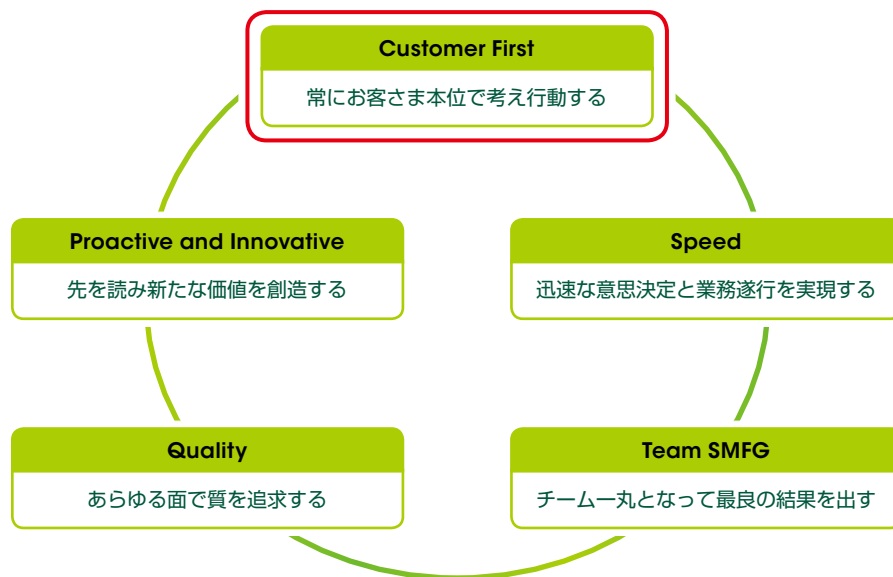 Customer First
常にお客さま本位で考え行動する
Proactive and Innovative
先を読み新たな価値を創造する
Speed
迅速な意思決定と業務遂行を実現する
Quality
あらゆる面で質を追求する
Team SMFG
チーム一丸となって最良の結果を出す